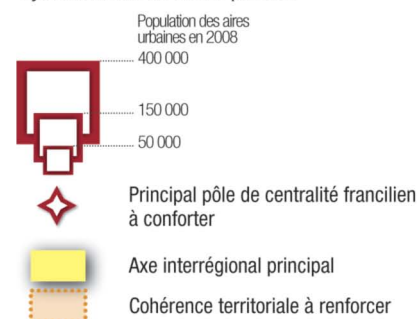 Population des aires
urbaines en 2008
400 000
150 000
50 000
Principal pôle de centralité francilien
à conforter
Axe interrégional principal
Cohérence territoriale à renforcer